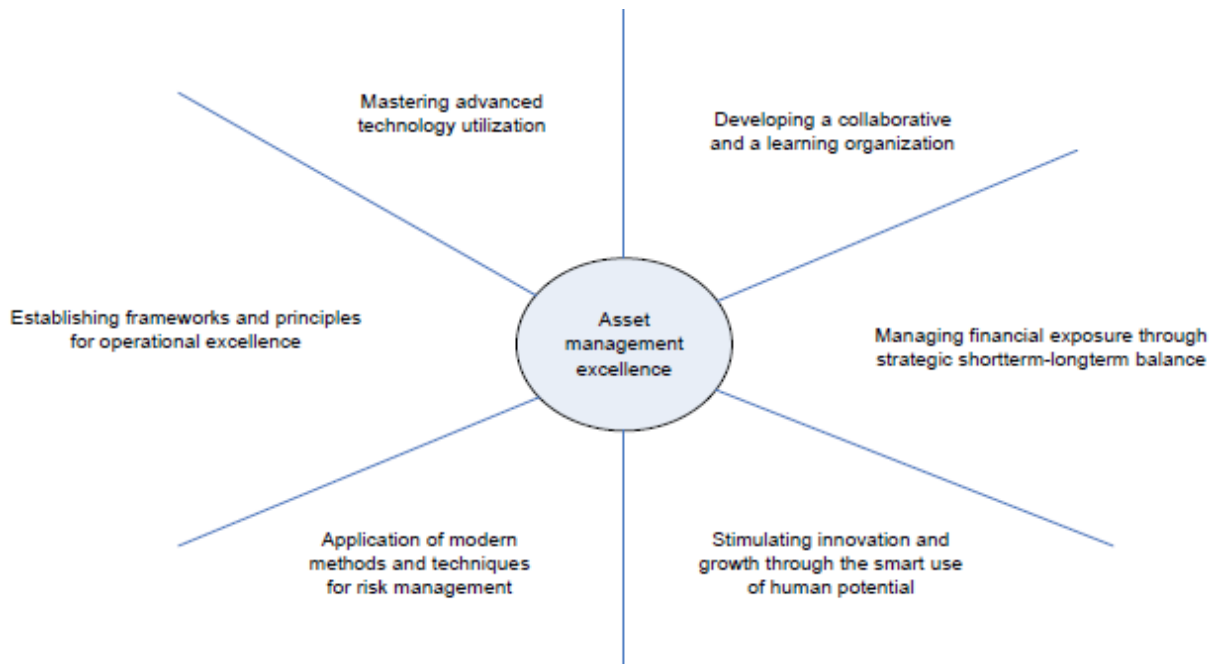 Mastering advanced
technology utilization
Developing a collaborative
and a learning organization
Establishing frameworks and principles
for operational excellence
Asset
management
excellence
Managing financial exposure through
strategic shortterm-longterm balance
Application of modern
methods and techniques
for risk management
Stimulating innovation and
growth through the smart use
of human potential